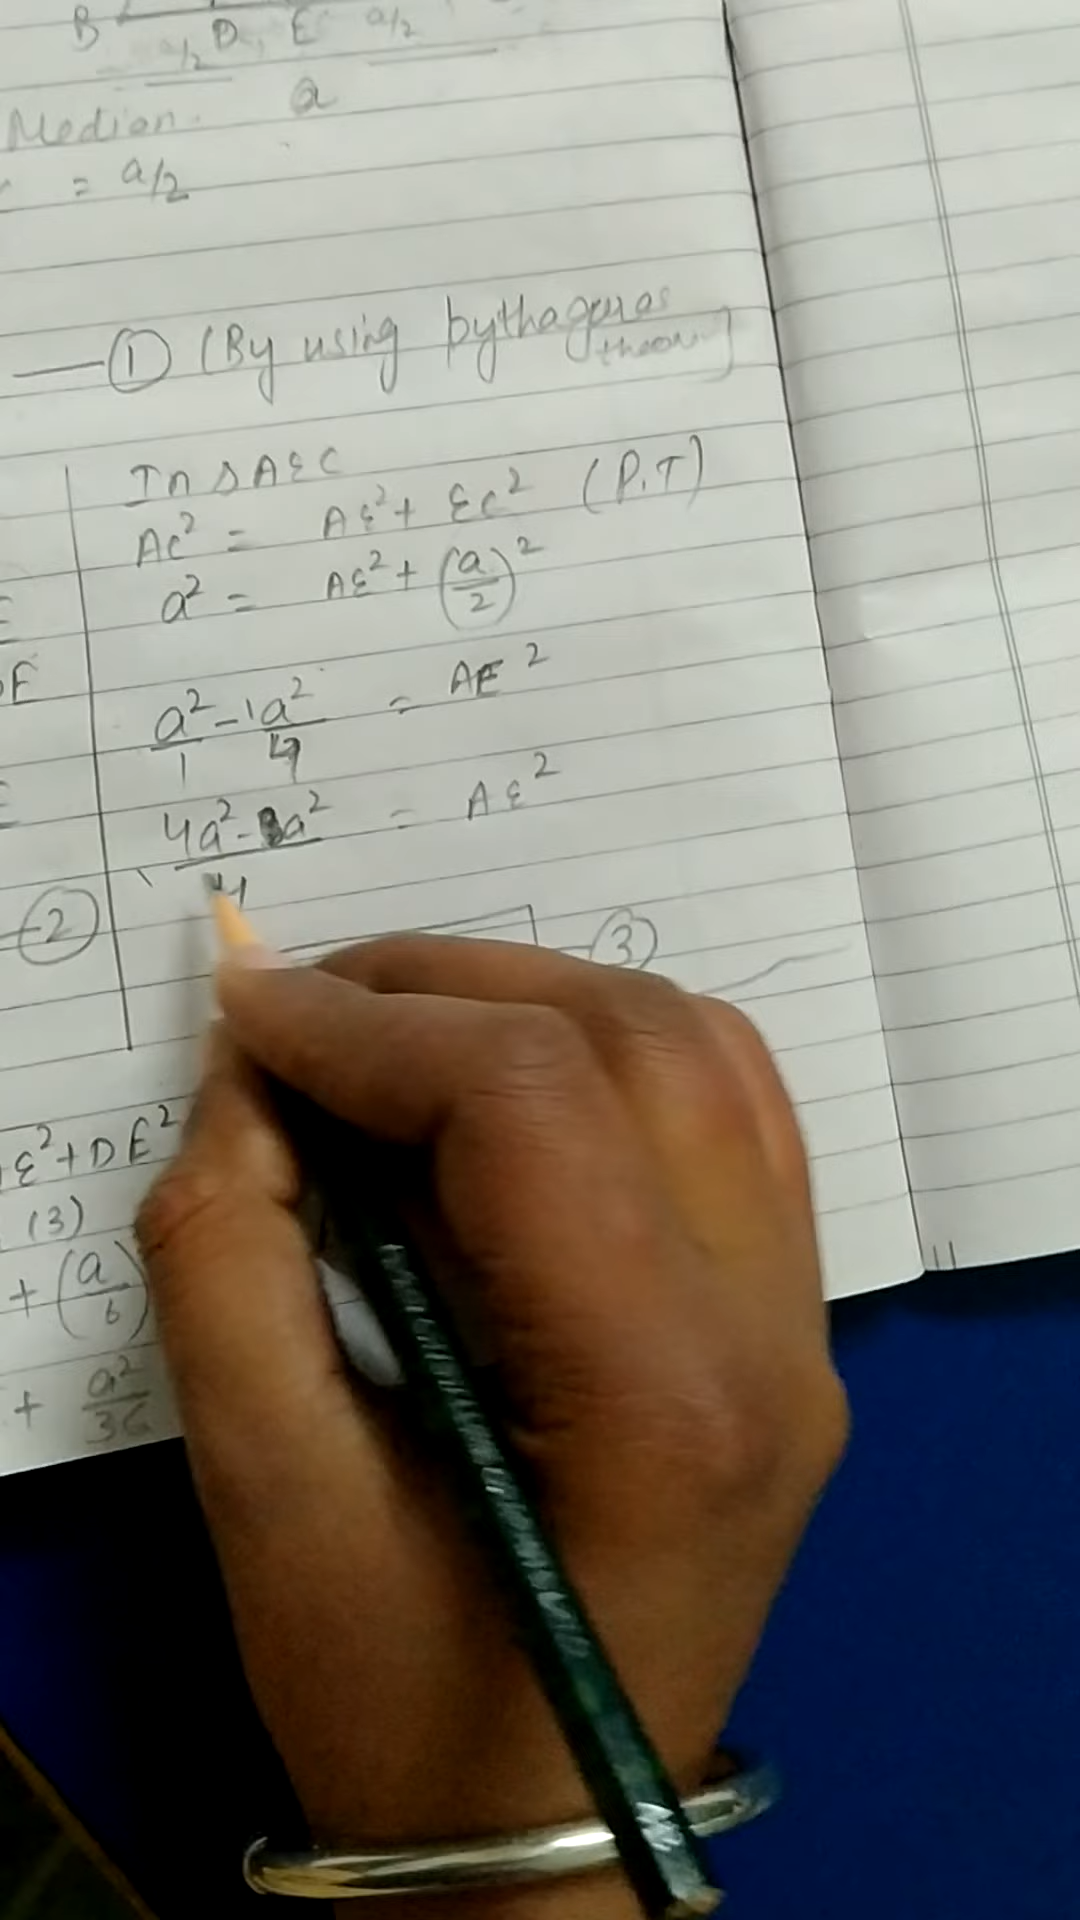 B a/2 D E a/2
a
Median.
= a/2
— ① (By using pythagoras
theorem]
In Δ AEC
AC² = AE² + EC² (P.T)
a² = AE² + (a/2)²
a²/1 - 1a²/4 = AE²
4a² - a²/4 = AE²
②
③
E² + DE²
(3)
+ (a/6)
+ a²/36